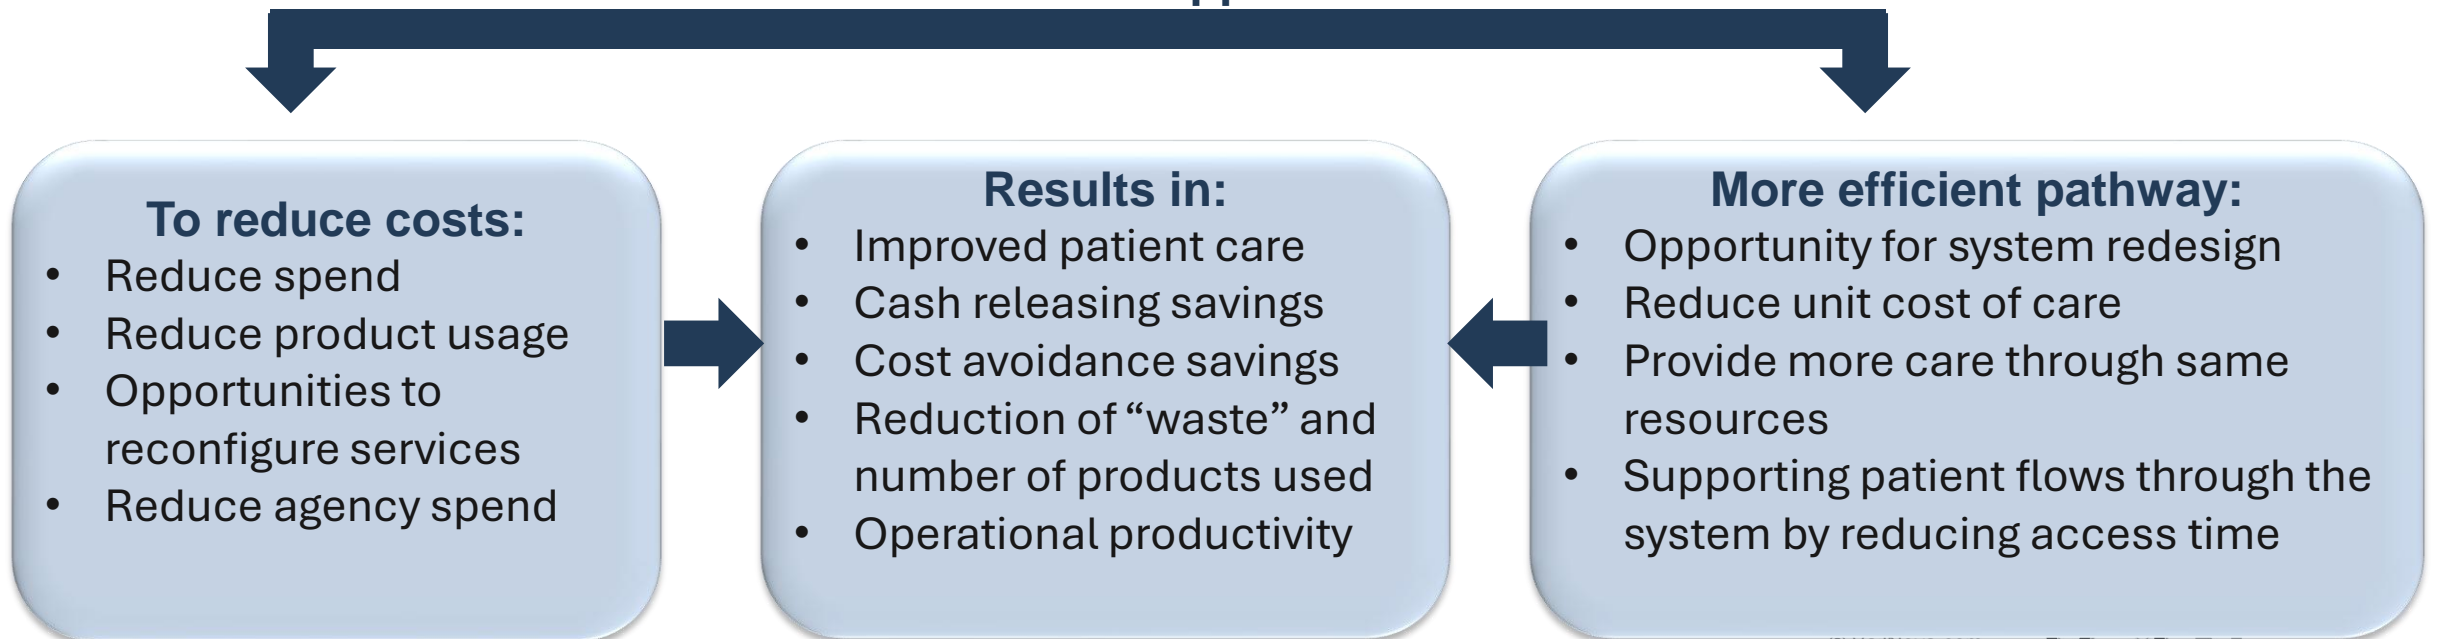 To reduce costs:
• Reduce spend
• Reduce product usage
• Opportunities to
reconfigure services
• Reduce agency spend
Results in:
• Improved patient care
• Cash releasing savings
• Cost avoidance savings
• Reduction of “waste” and
number of products used
• Operational productivity
More efficient pathway:
• Opportunity for system redesign
• Reduce unit cost of care
• Provide more care through same
resources
• Supporting patient flows through the
system by reducing access time